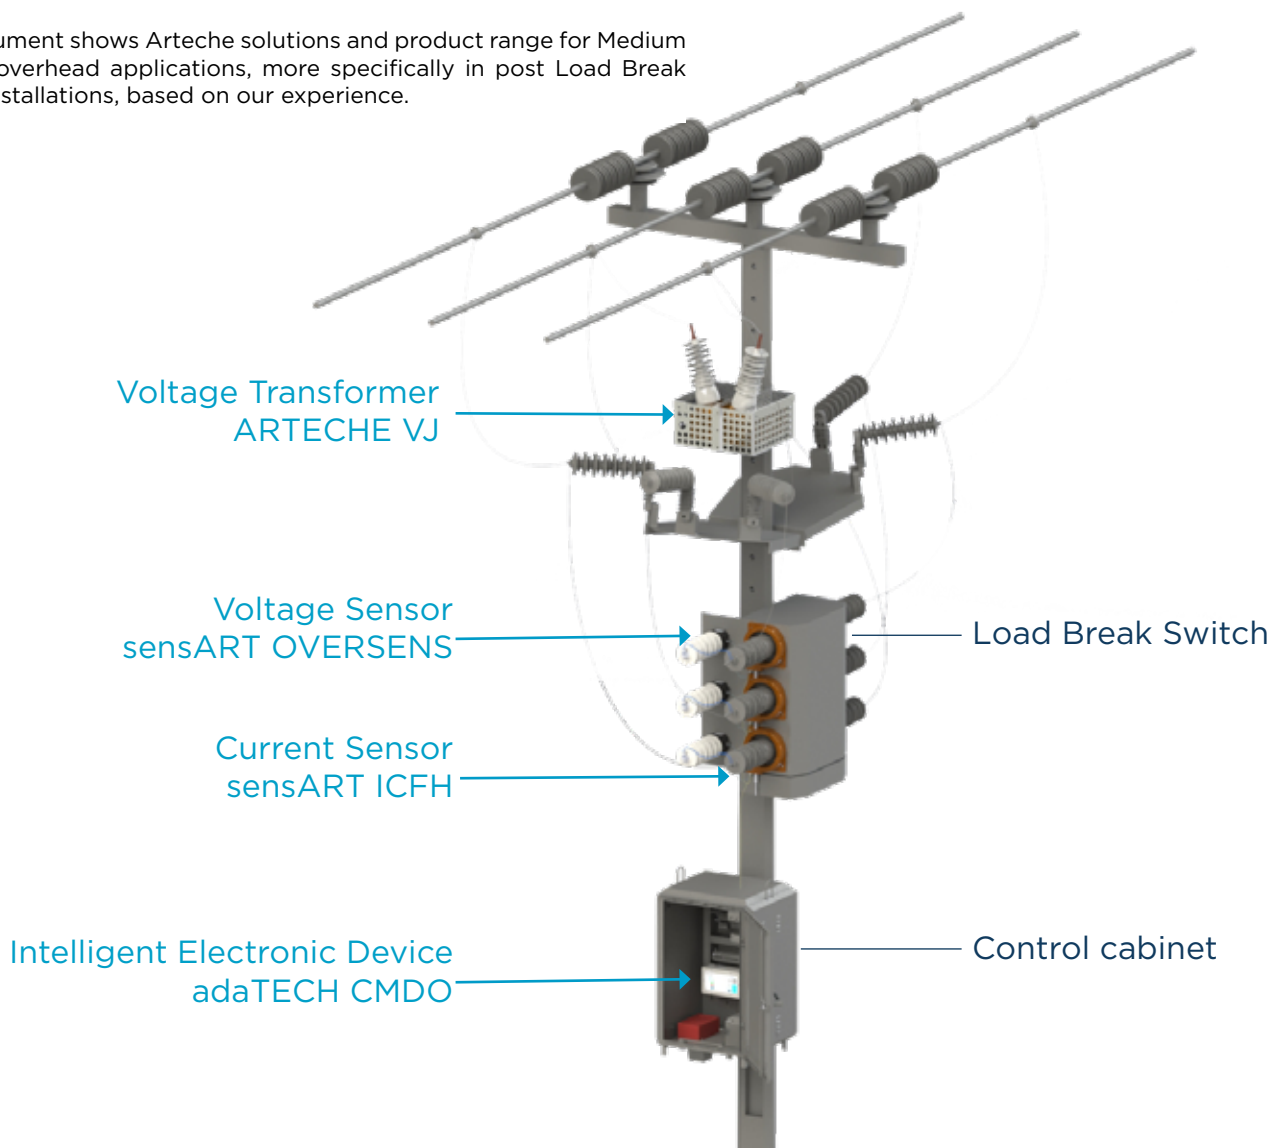 ument shows Arteche solutions and product range for Medium
overhead applications, more specifically in post Load Break
stallations, based on our experience.
Voltage Transformer
ARTECHE VJ
Voltage Sensor
sensART OVERSENS
Load Break Switch
Current Sensor
sensART ICFH
Intelligent Electronic Device
adaTECH CMDO
Control cabinet